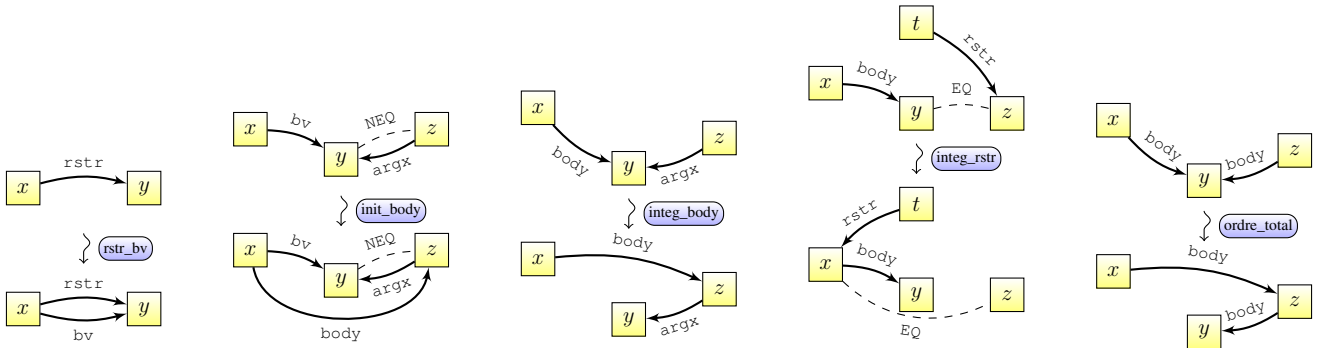 rstr
x
y
rstr_bv
rstr
x
y
bv
x
bv
NEQ
z
y
argx
init_body
x
bv
NEQ
z
y
argx
body
x
z
body
y
argx
integ_body
body
x
z
y
argx
t
rstr
x
body
EQ
y
z
integ_rstr
rstr
t
x
body
y
z
EQ
x
z
body
body
y
ordre_total
body
x
z
body
y